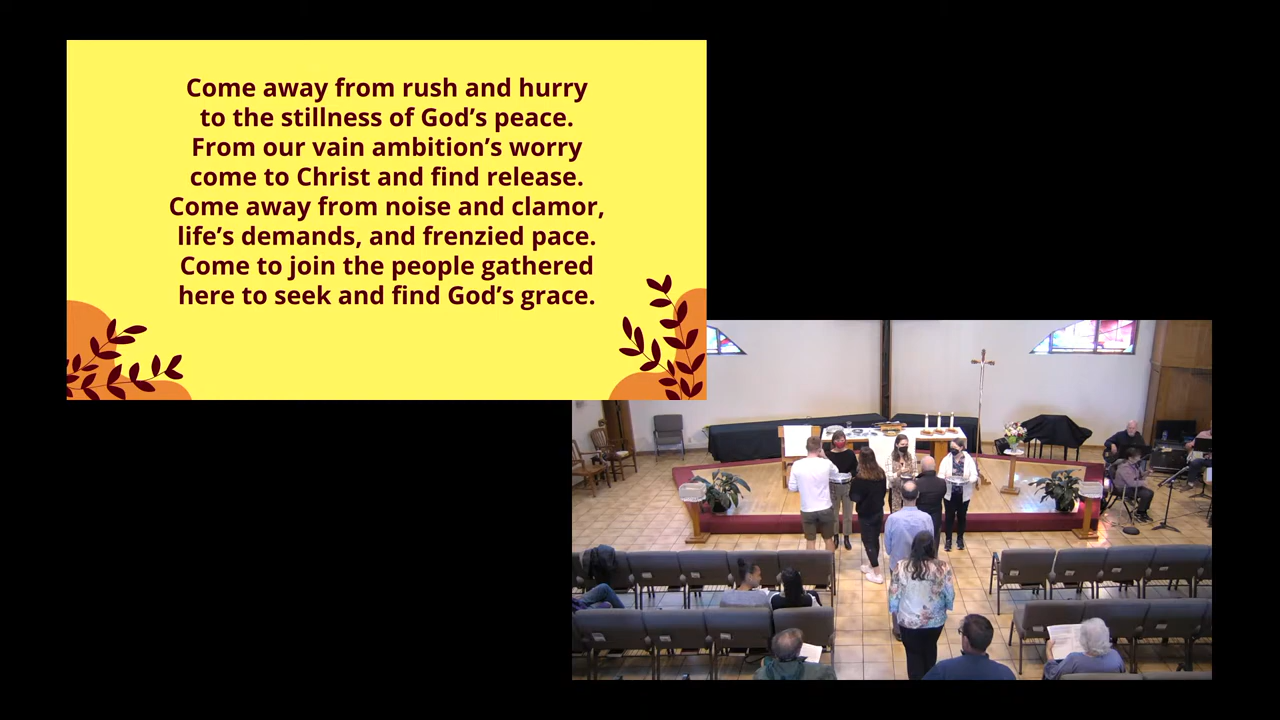 Come away from rush and hurry
to the stillness of God’s peace.
From our vain ambition’s worry
come to Christ and find release.
Come away from noise and clamor,
life’s demands, and frenzied pace.
Come to join the people gathered
here to seek and find God’s grace.